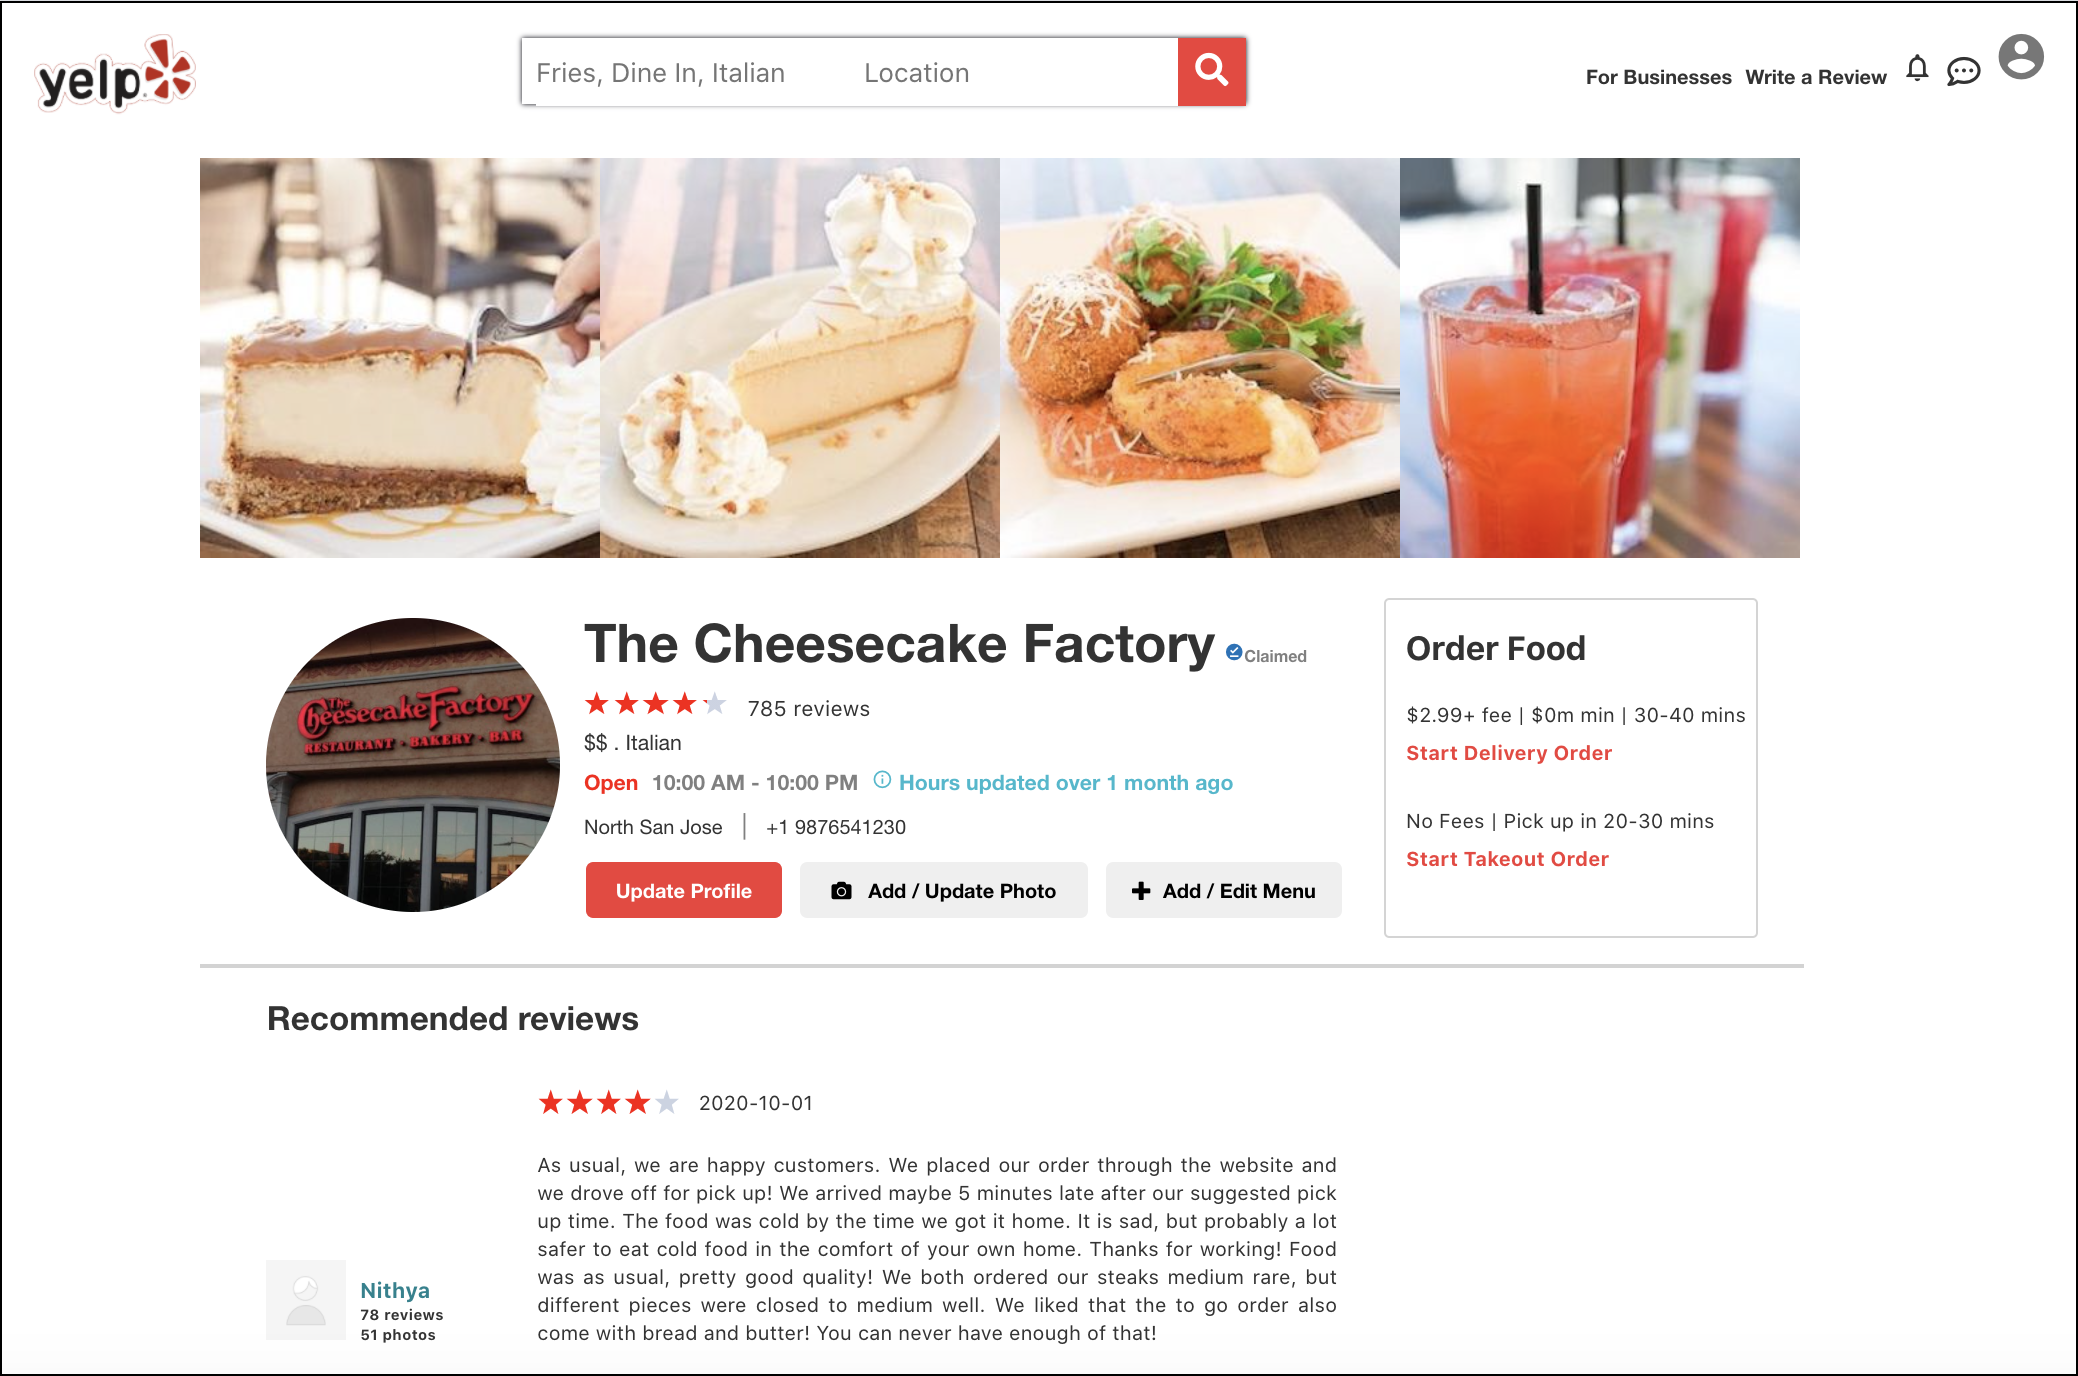 yelp
Fries, Dine In, Italian Location
For Businesses Write a Review
The Cheesecake Factory
RESTAURANT · BAKERY · BAR
The Cheesecake Factory Claimed
785 reviews
$$ . Italian
Open 10:00 AM - 10:00 PM Hours updated over 1 month ago
North San Jose | +1 9876541230
Update Profile Add / Update Photo Add / Edit Menu
Order Food
$2.99+ fee | $0m min | 30-40 mins
Start Delivery Order
No Fees | Pick up in 20-30 mins
Start Takeout Order
Recommended reviews
2020-10-01
Nithya
78 reviews
51 photos
As usual, we are happy customers. We placed our order through the website and
we drove off for pick up! We arrived maybe 5 minutes late after our suggested pick
up time. The food was cold by the time we got it home. It is sad, but probably a lot
safer to eat cold food in the comfort of your own home. Thanks for working! Food
was as usual, pretty good quality! We both ordered our steaks medium rare, but
different pieces were closed to medium well. We liked that the to go order also
come with bread and butter! You can never have enough of that!